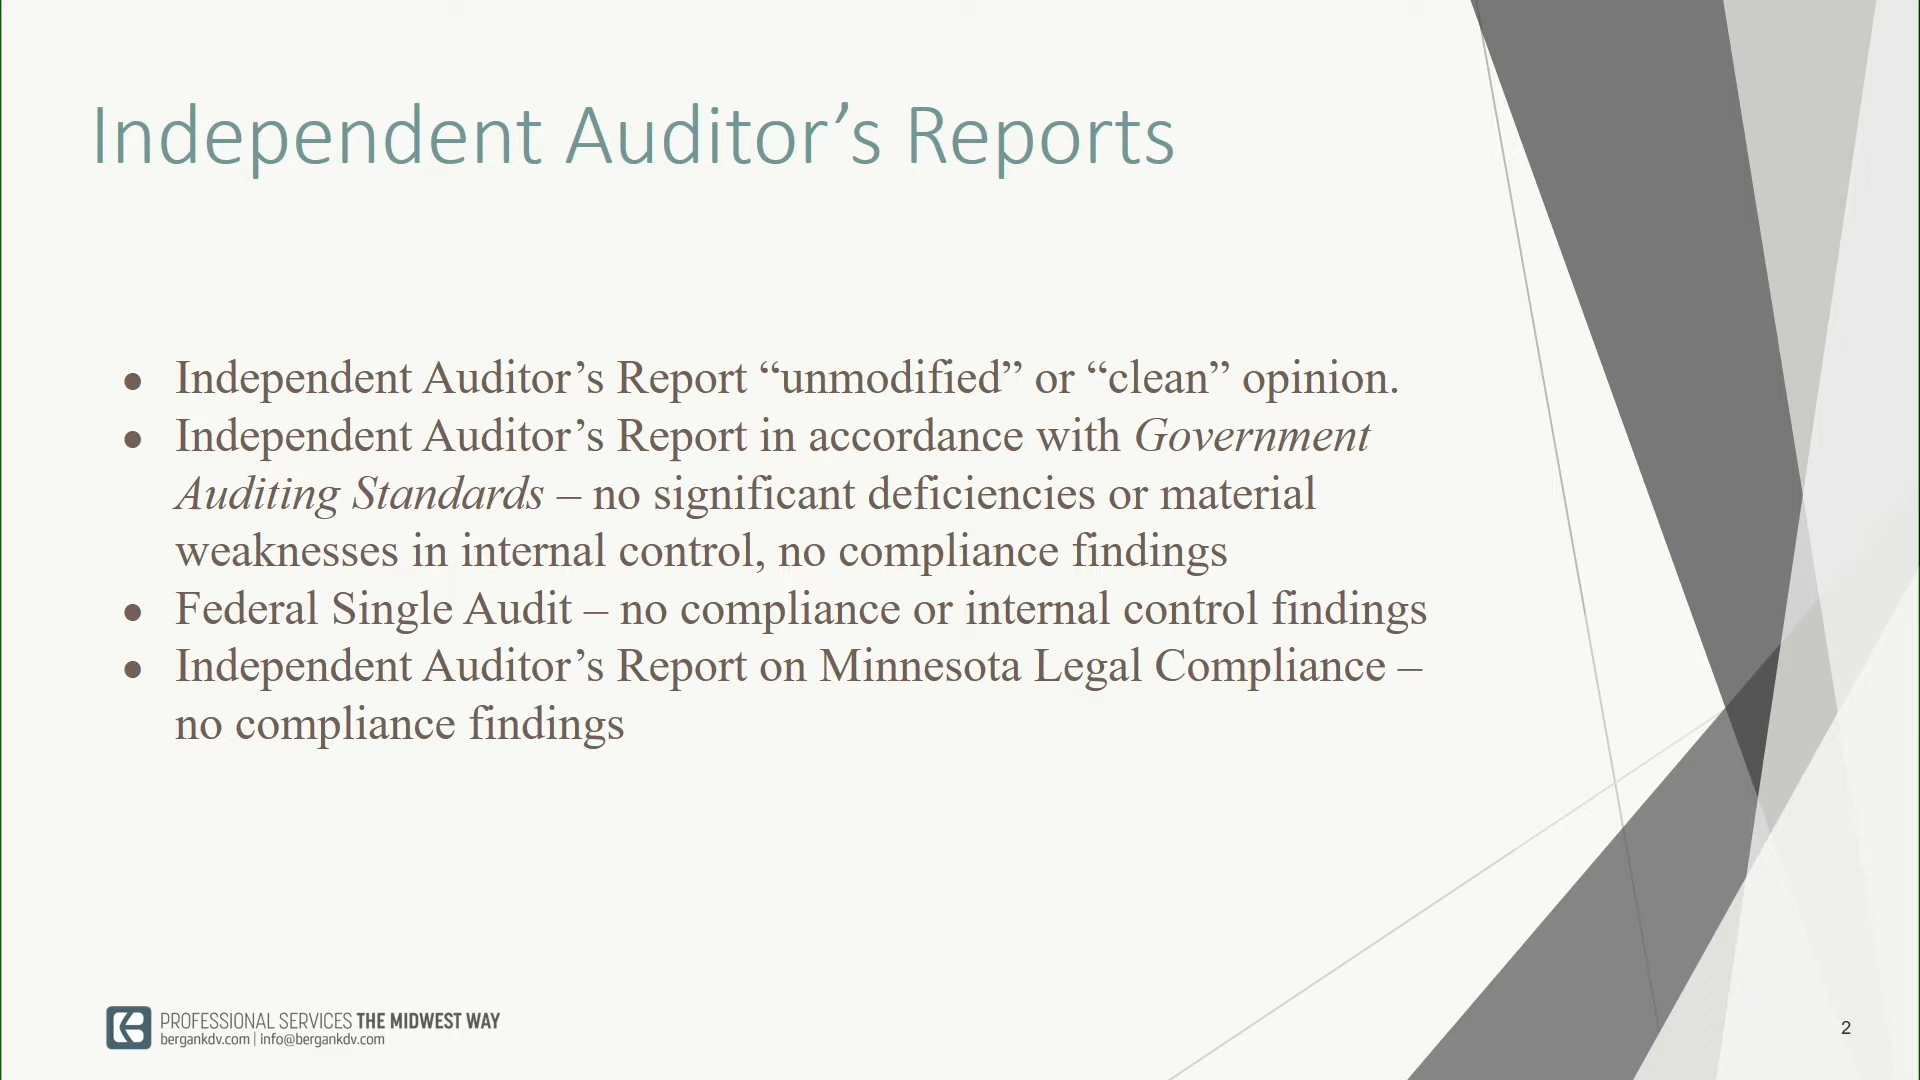 Independent Auditor’s Reports
● Independent Auditor’s Report “unmodified” or “clean” opinion.
● Independent Auditor’s Report in accordance with Government
Auditing Standards – no significant deficiencies or material
weaknesses in internal control, no compliance findings
● Federal Single Audit – no compliance or internal control findings
● Independent Auditor’s Report on Minnesota Legal Compliance –
no compliance findings
PROFESSIONAL SERVICES THE MIDWEST WAY
bergankdv.com | info@bergankdv.com
2